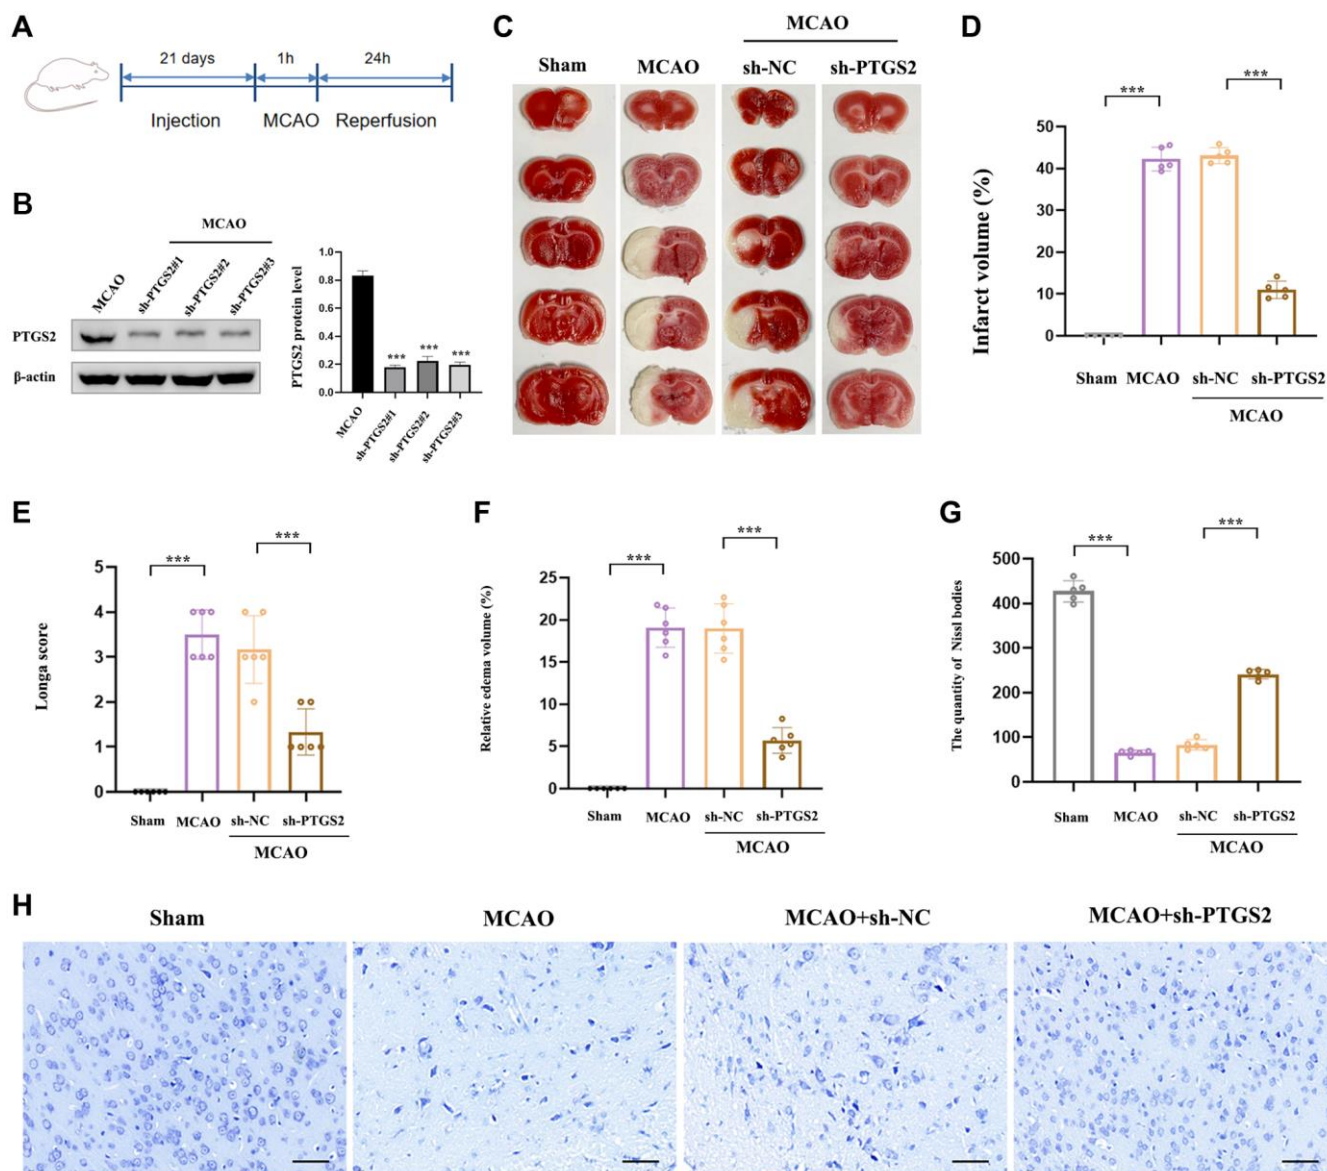 A
21 days
1h
24h
Injection
MCAO
Reperfusion
B
MCAO
MCAO
sh-PTGS2#1
sh-PTGS2#2
sh-PTGS2#3
PTGS2
β-actin
PTGS2 protein level
1.0
0.8
0.6
0.4
0.2
0.0
***
***
***
MCAO
sh-PTGS2#1
sh-PTGS2#2
sh-PTGS2#3
C
MCAO
Sham
MCAO
sh-NC
sh-PTGS2
D
Infarct volume (%)
50
40
30
20
10
0
***
***
Sham
MCAO
sh-NC
sh-PTGS2
MCAO
E
Longa score
5
4
3
2
1
0
***
***
Sham
MCAO
sh-NC
sh-PTGS2
MCAO
F
Relative edema volume (%)
25
20
15
10
5
0
***
***
Sham
MCAO
sh-NC
sh-PTGS2
MCAO
G
The quantity of Nissl bodies
500
400
300
200
100
0
***
***
Sham
MCAO
sh-NC
sh-PTGS2
MCAO
H
Sham
MCAO
MCAO+sh-NC
MCAO+sh-PTGS2